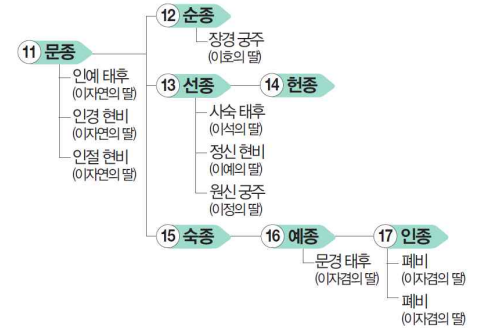 12 순종
장경 궁주
(이호의 딸)
11 문종
인예 태후
(이자연의 딸)
인경 현비
(이자연의 딸)
인절 현비
(이자연의 딸)
13 선종
14 헌종
사숙 태후
(이석의 딸)
정신 현비
(이예의 딸)
원신 궁주
(이정의 딸)
15 숙종
16 예종
17 인종
문경 태후
(이자겸의 딸)
폐비
(이자겸의 딸)
폐비
(이자겸의 딸)